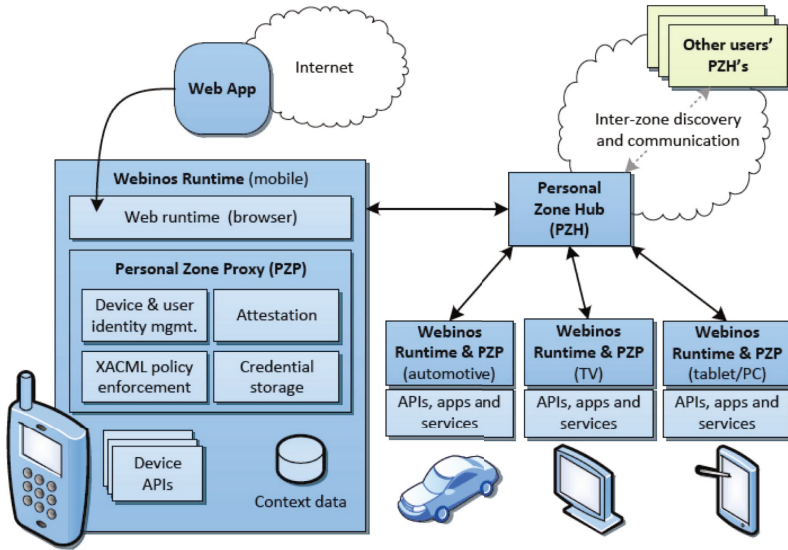 Web App
Internet
Other users'
PZH's
Inter-zone discovery
and communication
Webinos Runtime (mobile)
Web runtime (browser)
Personal Zone Proxy (PZP)
Device & user
identity mgmt.
Attestation
XACML policy
enforcement
Credential
storage
Device
APIs
Context data
Personal
Zone Hub
(PZH)
Webinos
Runtime & PZP
(automotive)
APIs, apps and
services
Webinos
Runtime & PZP
(TV)
APIs, apps and
services
Webinos
Runtime & PZP
(tablet/PC)
APIs, apps and
services